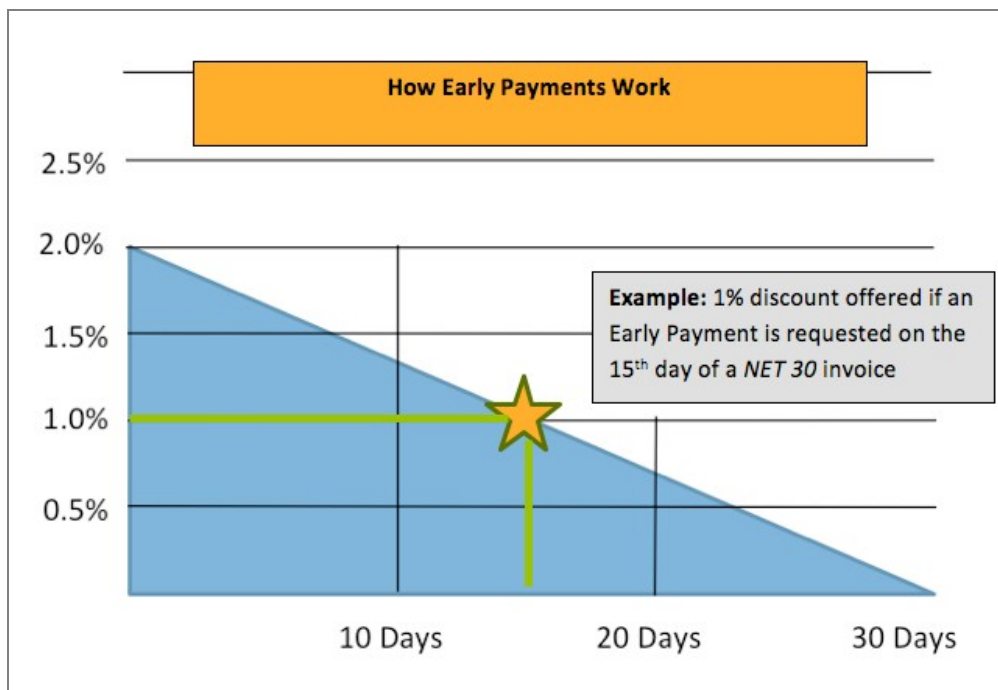 How Early Payments Work
2.5%
2.0%
Example: 1% discount offered if an
Early Payment is requested on the
15th day of a NET 30 invoice
1.5%
1.0%
0.5%
10 Days
20 Days
30 Days